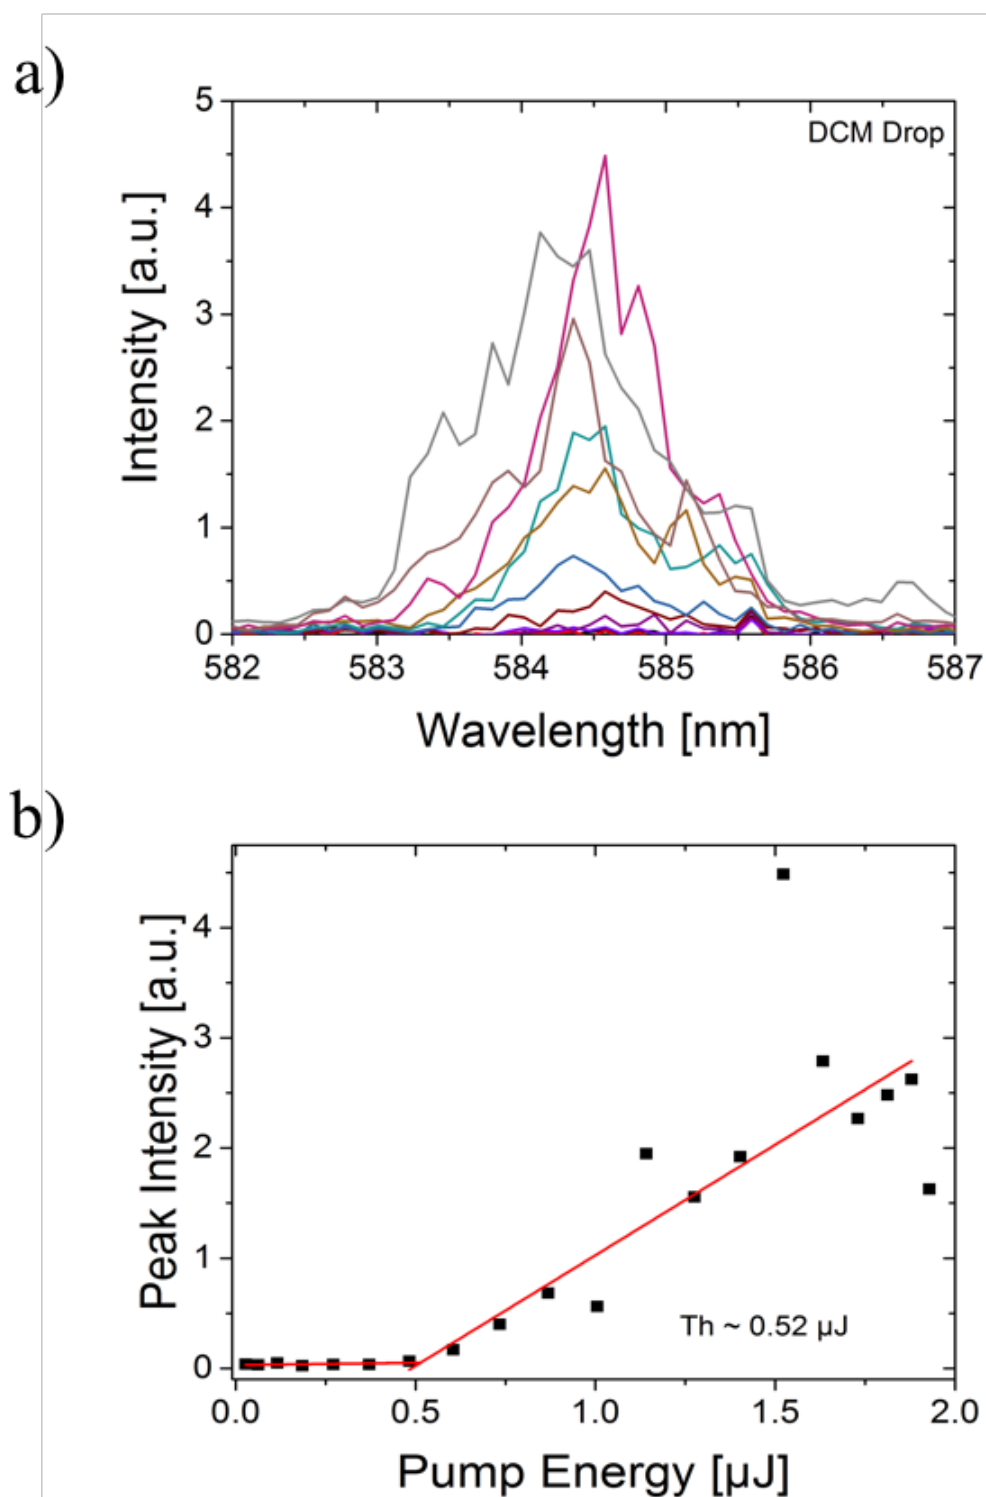 a)
5
DCM Drop
4
3
2
1
0
Intensity [a.u.]
582 583 584 585 586 587
Wavelength [nm]
b)
4
3
2
1
0
Peak Intensity [a.u.]
Th ~ 0.52 µJ
0.0 0.5 1.0 1.5 2.0
Pump Energy [µJ]